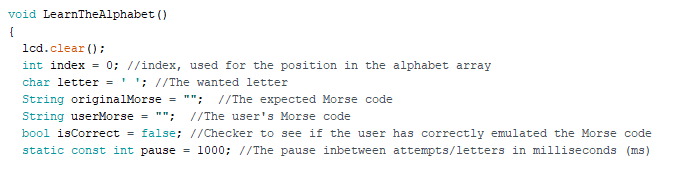 void LearnTheAlphabet()
{
  lcd.clear();
  int index = 0; //index, used for the position in the alphabet array
  char letter = ' '; //The wanted letter
  String originalMorse = "";  //The expected Morse code
  String userMorse = "";  //The user's Morse code
  bool isCorrect = false; //Checker to see if the user has correctly emulated the Morse code
  static const int pause = 1000; //The pause inbetween attempts/letters in milliseconds (ms)